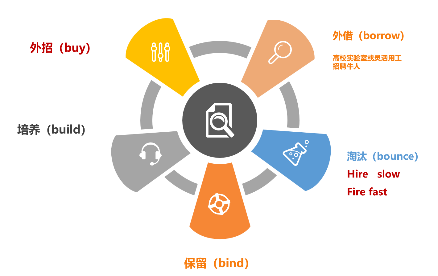 外招（buy）
外借（borrow）
高校实验室线灵活用工
招聘牛人
培养（build）
淘汰（bounce）
Hire slow
Fire fast
保留（bind）